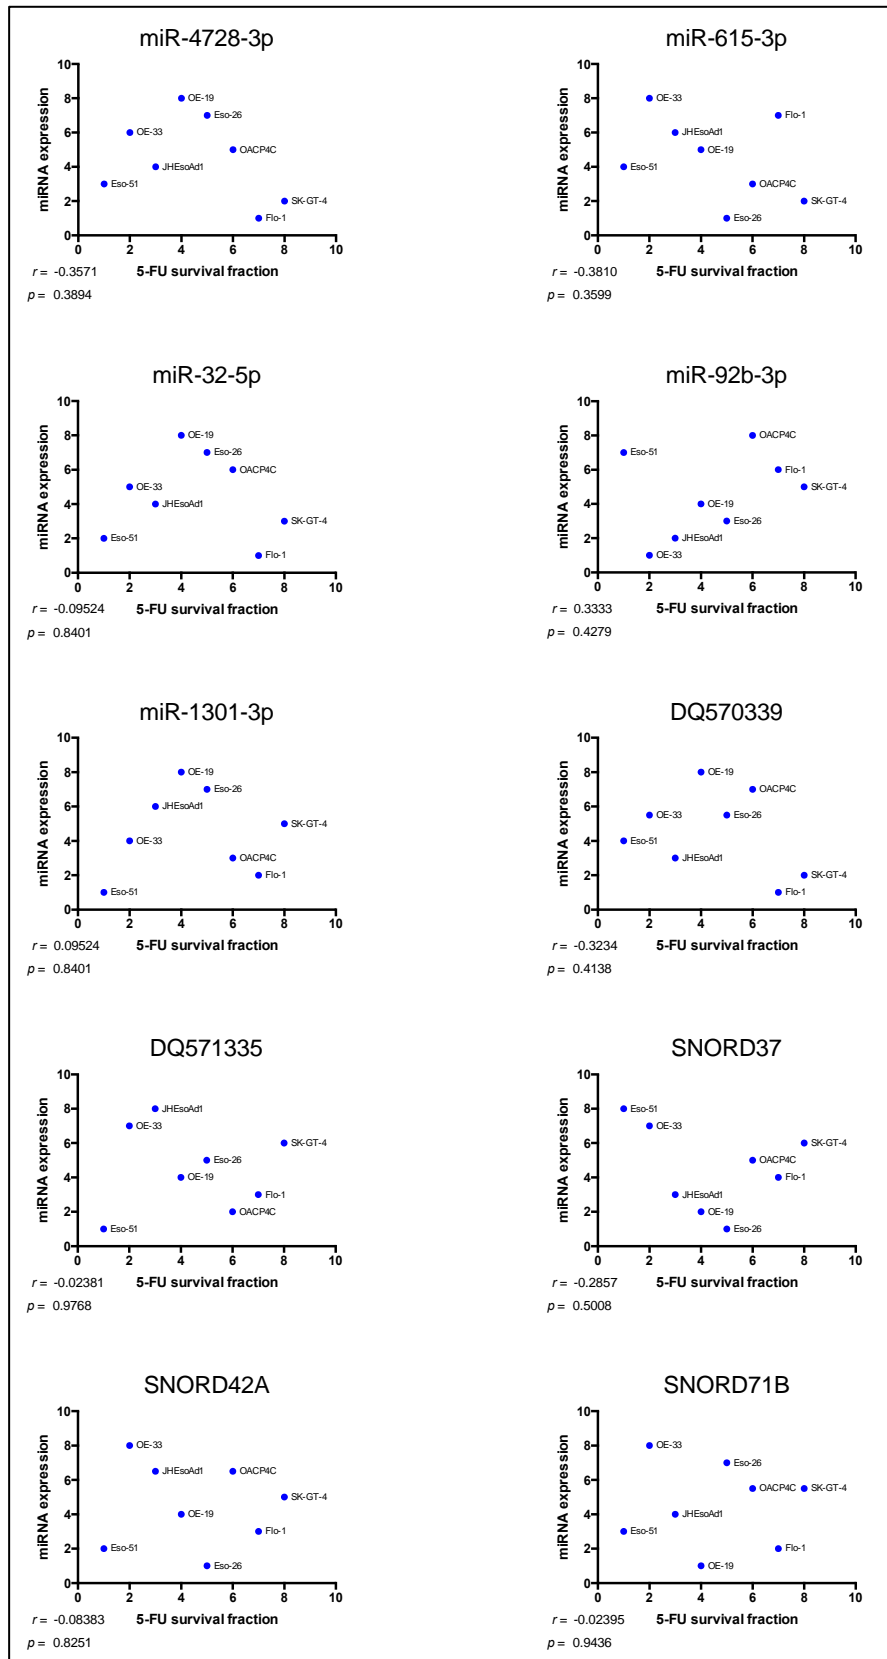 miR-4728-3p
10
8
6
4
2
0
miRNA expression
OE-19
Eso-26
OE-33
OACP4C
JHEsoAd1
Eso-51
SK-GT-4
Flo-1
0 2 4 6 8 10
r = -0.3571 5-FU survival fraction
p = 0.3894
miR-615-3p
10
8
6
4
2
0
miRNA expression
OE-33
Flo-1
JHEsoAd1
OE-19
Eso-51
OACP4C
SK-GT-4
Eso-26
0 2 4 6 8 10
r = -0.3810 5-FU survival fraction
p = 0.3599
miR-32-5p
10
8
6
4
2
0
miRNA expression
OE-19
Eso-26
OACP4C
OE-33
JHEsoAd1
SK-GT-4
Eso-51
Flo-1
0 2 4 6 8 10
r = -0.09524 5-FU survival fraction
p = 0.8401
miR-92b-3p
10
8
6
4
2
0
miRNA expression
OACP4C
Eso-51
Flo-1
SK-GT-4
OE-19
Eso-26
JHEsoAd1
OE-33
0 2 4 6 8 10
r = 0.3333 5-FU survival fraction
p = 0.4279
miR-1301-3p
10
8
6
4
2
0
miRNA expression
OE-19
Eso-26
JHEsoAd1
SK-GT-4
OE-33
OACP4C
Flo-1
Eso-51
0 2 4 6 8 10
r = 0.09524 5-FU survival fraction
p = 0.8401
DQ570339
10
8
6
4
2
0
miRNA expression
OE-19
OACP4C
OE-33
Eso-26
Eso-51
JHEsoAd1
SK-GT-4
Flo-1
0 2 4 6 8 10
r = -0.3234 5-FU survival fraction
p = 0.4138
DQ571335
10
8
6
4
2
0
miRNA expression
JHEsoAd1
OE-33
SK-GT-4
Eso-26
OE-19
Flo-1
OACP4C
Eso-51
0 2 4 6 8 10
r = -0.02381 5-FU survival fraction
p = 0.9768
SNORD37
10
8
6
4
2
0
miRNA expression
Eso-51
OE-33
SK-GT-4
OACP4C
Flo-1
JHEsoAd1
OE-19
Eso-26
0 2 4 6 8 10
r = -0.2857 5-FU survival fraction
p = 0.5008
SNORD42A
10
8
6
4
2
0
miRNA expression
OE-33
JHEsoAd1
OACP4C
SK-GT-4
OE-19
Flo-1
Eso-51
Eso-26
0 2 4 6 8 10
r = -0.08383 5-FU survival fraction
p = 0.8251
SNORD71B
10
8
6
4
2
0
miRNA expression
OE-33
Eso-26
OACP4C
SK-GT-4
JHEsoAd1
Eso-51
Flo-1
OE-19
0 2 4 6 8 10
r = -0.02395 5-FU survival fraction
p = 0.9436